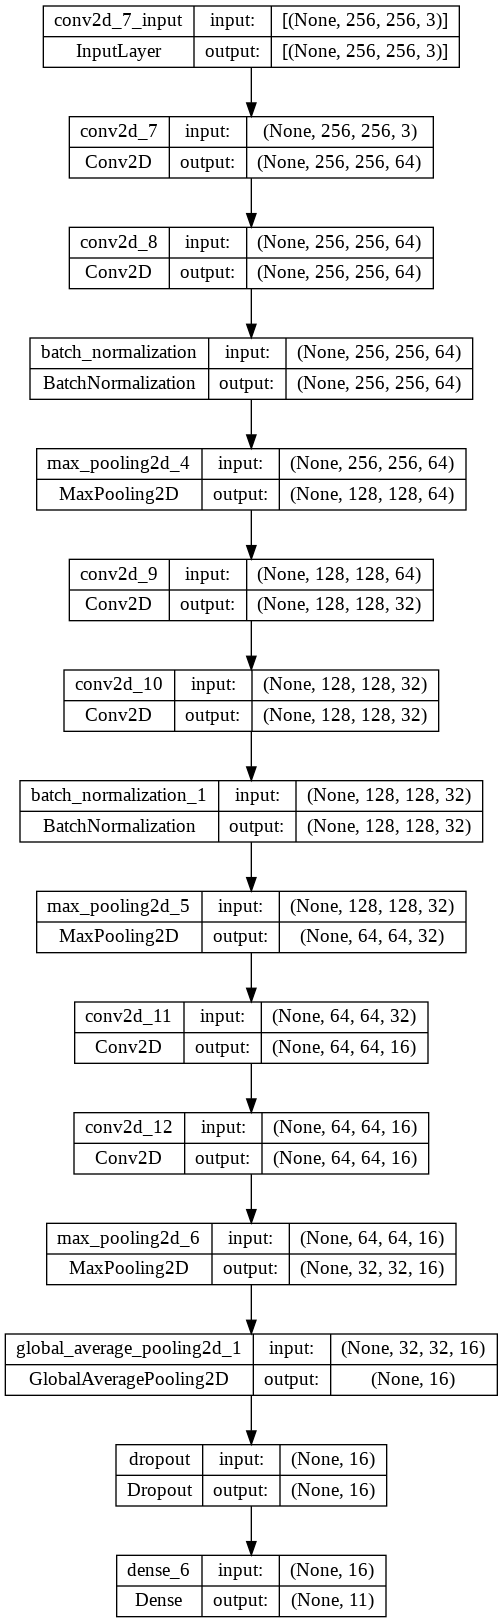 conv2d_7_input input: [(None, 256, 256, 3)]
InputLayer output: [(None, 256, 256, 3)]
conv2d_7 input: (None, 256, 256, 3)
Conv2D output: (None, 256, 256, 64)
conv2d_8 input: (None, 256, 256, 64)
Conv2D output: (None, 256, 256, 64)
batch_normalization input: (None, 256, 256, 64)
BatchNormalization output: (None, 256, 256, 64)
max_pooling2d_4 input: (None, 256, 256, 64)
MaxPooling2D output: (None, 128, 128, 64)
conv2d_9 input: (None, 128, 128, 64)
Conv2D output: (None, 128, 128, 32)
conv2d_10 input: (None, 128, 128, 32)
Conv2D output: (None, 128, 128, 32)
batch_normalization_1 input: (None, 128, 128, 32)
BatchNormalization output: (None, 128, 128, 32)
max_pooling2d_5 input: (None, 128, 128, 32)
MaxPooling2D output: (None, 64, 64, 32)
conv2d_11 input: (None, 64, 64, 32)
Conv2D output: (None, 64, 64, 16)
conv2d_12 input: (None, 64, 64, 16)
Conv2D output: (None, 64, 64, 16)
max_pooling2d_6 input: (None, 64, 64, 16)
MaxPooling2D output: (None, 32, 32, 16)
global_average_pooling2d_1 input: (None, 32, 32, 16)
GlobalAveragePooling2D output: (None, 16)
dropout input: (None, 16)
Dropout output: (None, 16)
dense_6 input: (None, 16)
Dense output: (None, 11)